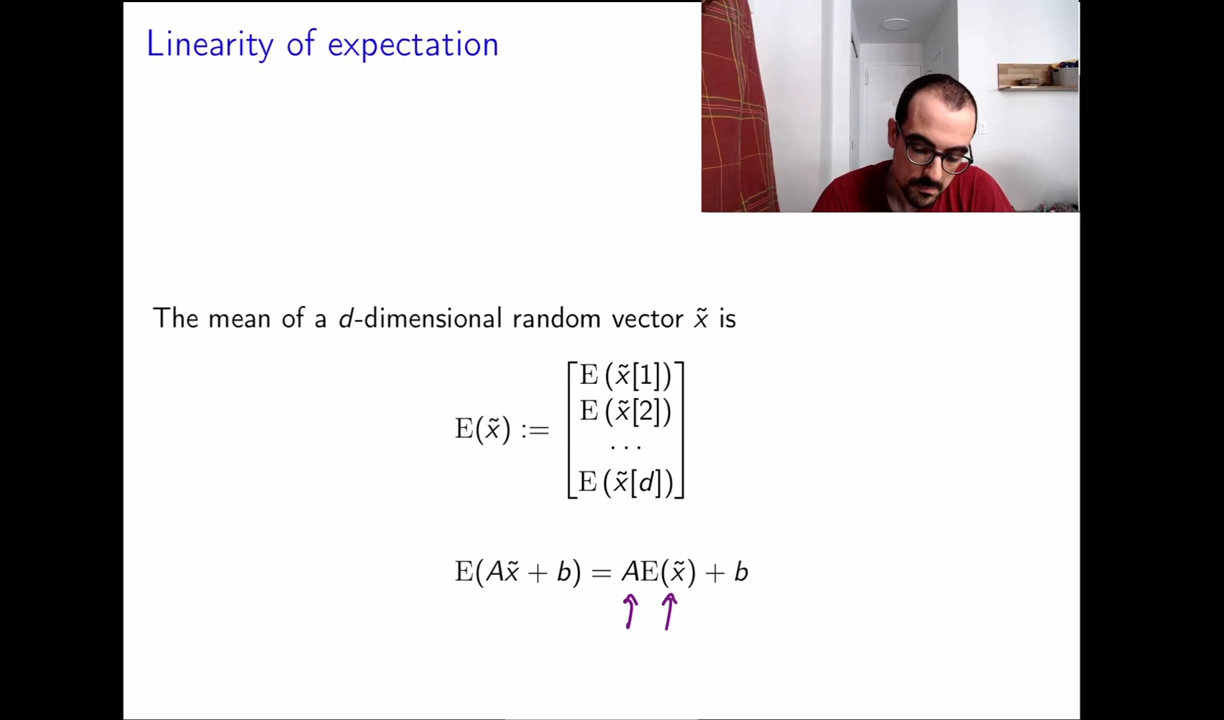 Linearity of expectation
The mean of a d-dimensional random vector x̃ is
E(x̃) := [E(x̃[1])
E(x̃[2])
···
E(x̃[d])]
E(Ax̃ + b) = AE(x̃) + b